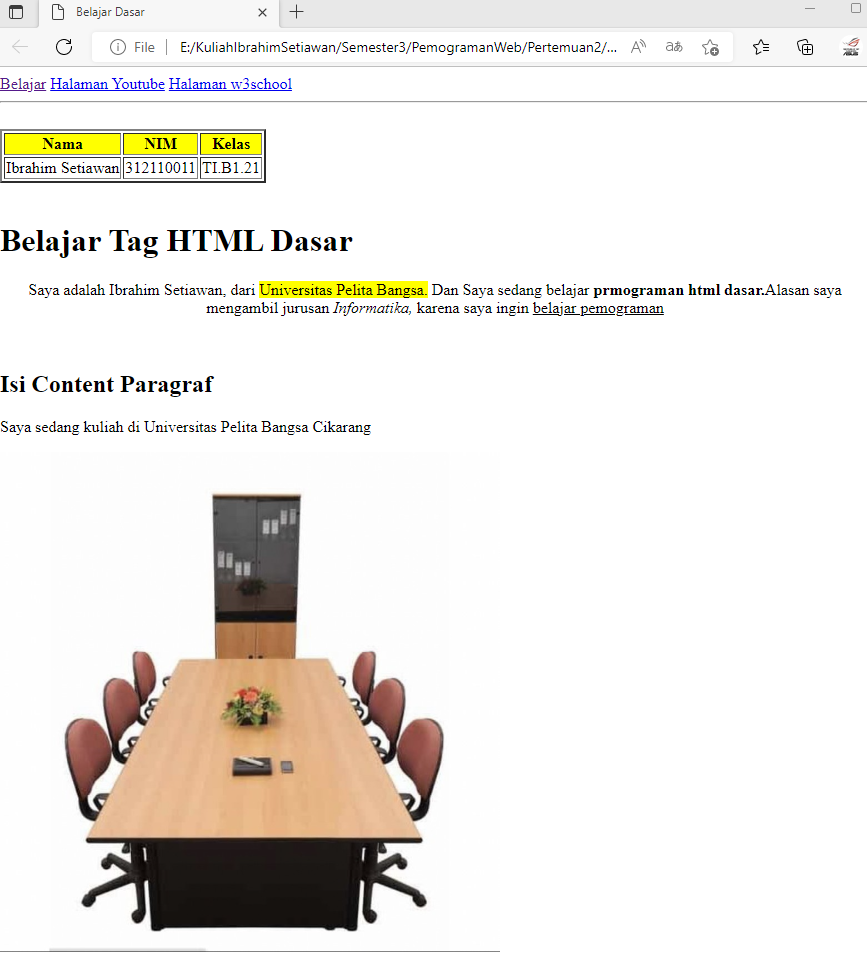 Belajar Dasar
File | E:/KuliahIbrahimSetiawan/Semester3/PemogramanWeb/Pertemuan2/...
Belajar Halaman Youtube Halaman w3school
Nama NIM Kelas
Ibrahim Setiawan 312110011 TI.B1.21
Belajar Tag HTML Dasar
Saya adalah Ibrahim Setiawan, dari Universitas Pelita Bangsa. Dan Saya sedang belajar prmograman html dasar.Alasan saya
mengambil jurusan Informatika, karena saya ingin belajar pemograman
Isi Content Paragraf
Saya sedang kuliah di Universitas Pelita Bangsa Cikarang